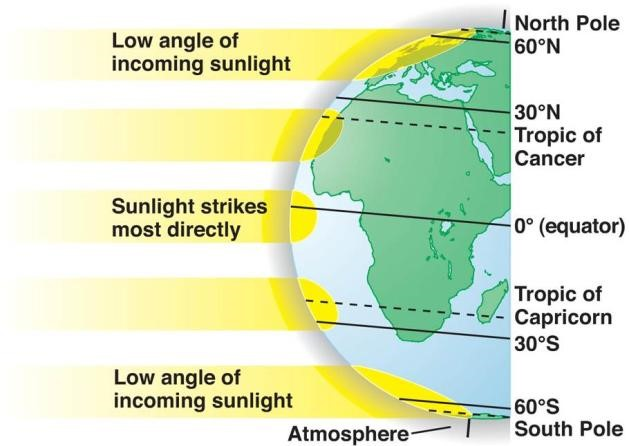 North Pole
60°N
Low angle of
incoming sunlight
30°N
Tropic of
Cancer
Sunlight strikes
most directly
0° (equator)
Tropic of
Capricorn
30°S
Low angle of
incoming sunlight
60°S
South Pole
Atmosphere